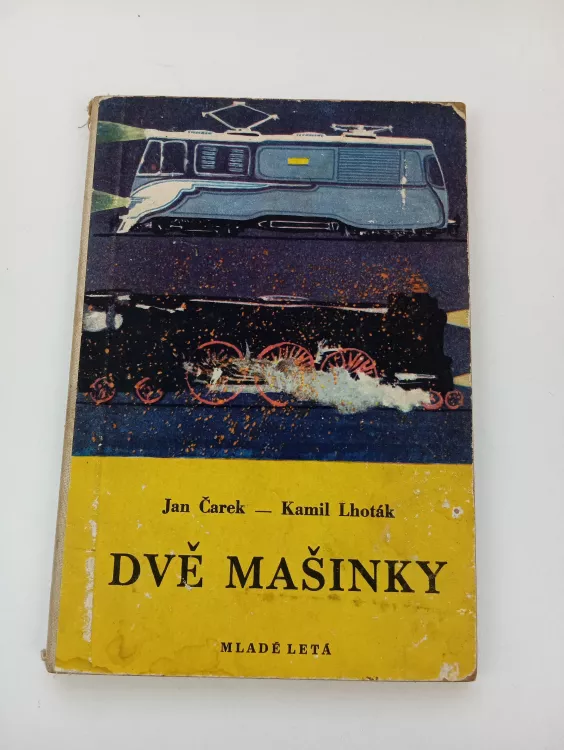 Jan Čarek — Kamil Lhoták
DVĚ MAŠINKY
MLADÉ LETÁ